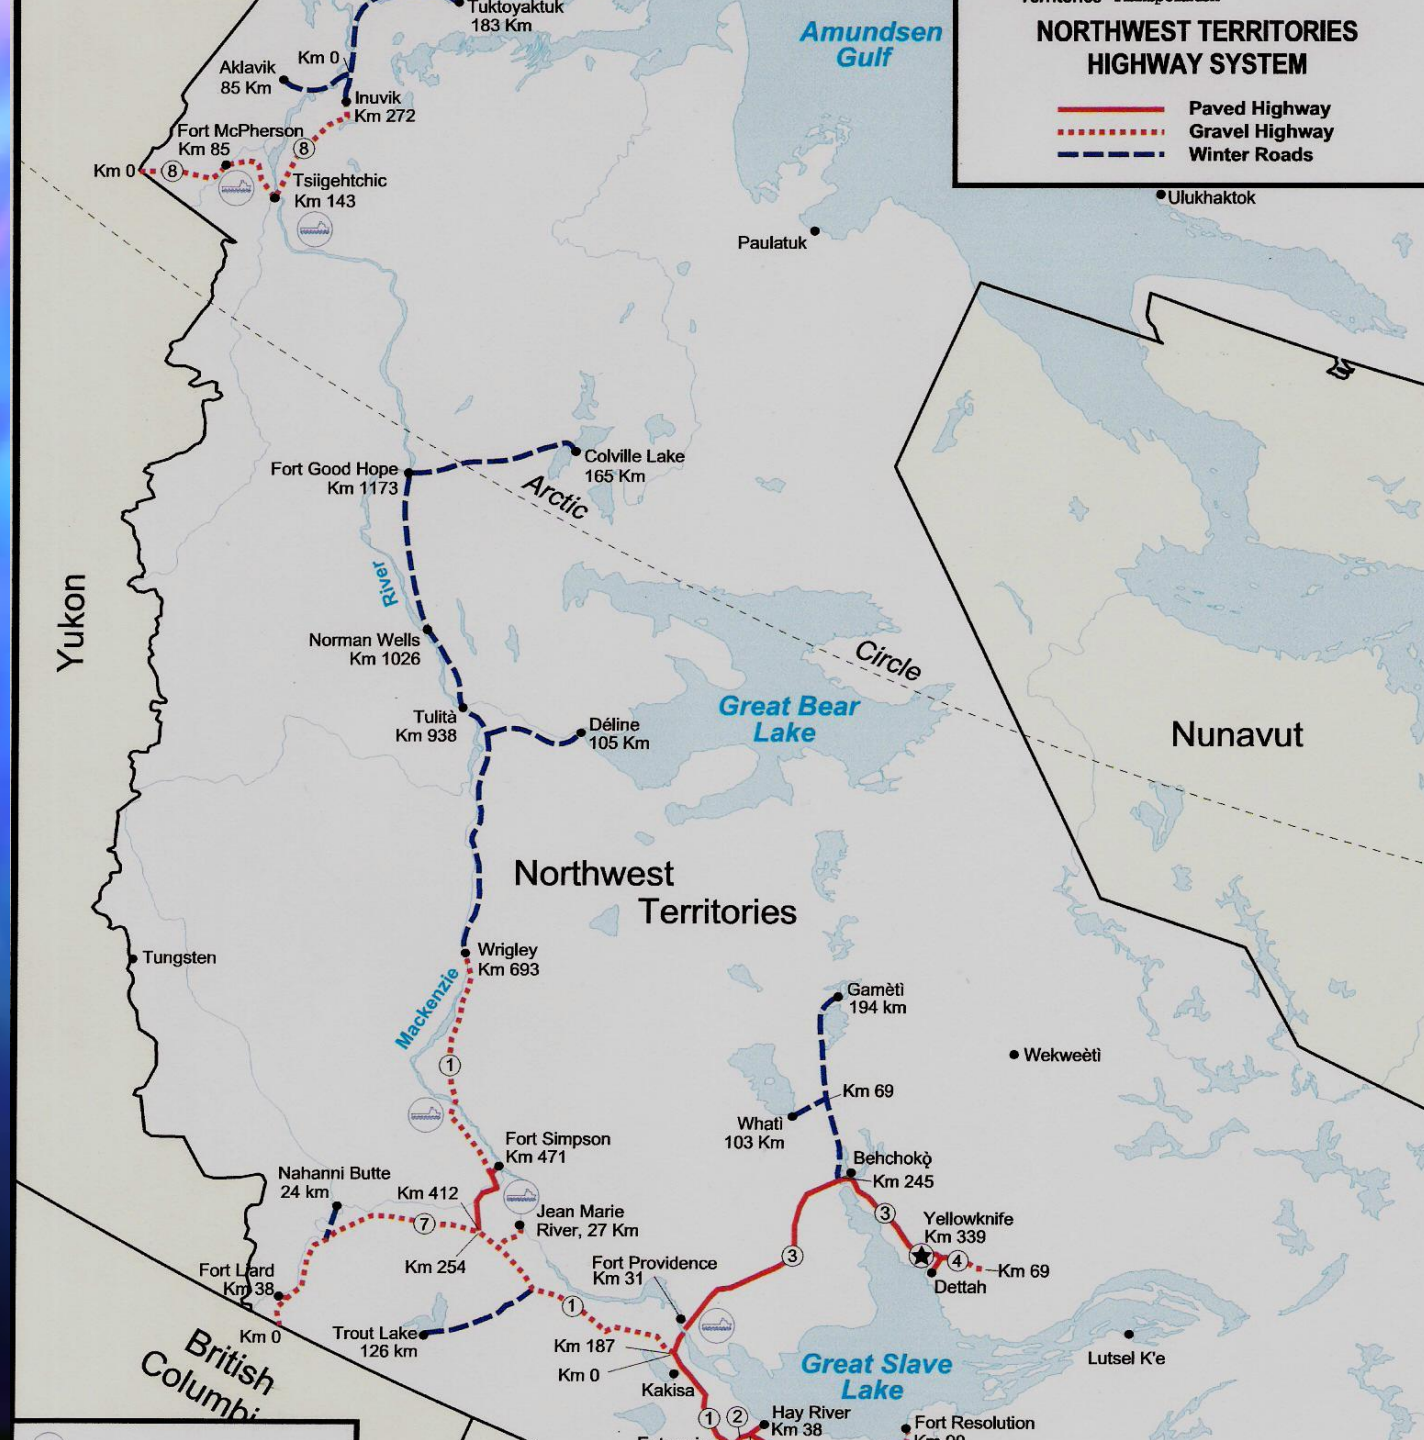 Tuktoyaktuk
183 Km
Amundsen
Gulf
NORTHWEST TERRITORIES
HIGHWAY SYSTEM
Paved Highway
Gravel Highway
Winter Roads
Km 0
Aklavik
85 Km
Inuvik
Km 272
Fort McPherson
Km 85
8
Km 0
8
Tsiigehtchic
Km 143
Ulukhaktok
Paulatuk
Colville Lake
165 Km
Fort Good Hope
Km 1173
Arctic
Circle
River
Yukon
Norman Wells
Km 1026
Great Bear
Lake
Tulità
Km 938
Déline
105 Km
Nunavut
Northwest
Territories
Tungsten
Wrigley
Km 693
Mackenzie
Gamètì
194 km
1
Wekweètì
Km 69
Whatì
103 Km
Fort Simpson
Km 471
Behchokǫ̀
Km 245
Nahanni Butte
24 km
Km 412
7
Jean Marie
River, 27 Km
3
Yellowknife
Km 339
Km 254
Fort Providence
Km 31
3
4
Km 69
Dettah
Fort Liard
Km 38
1
Km 0
Trout Lake
126 km
Km 187
Km 0
Kakisa
Great Slave
Lake
Lutsel K'e
British
Columbi
1
2
Hay River
Km 38
Fort Resolution